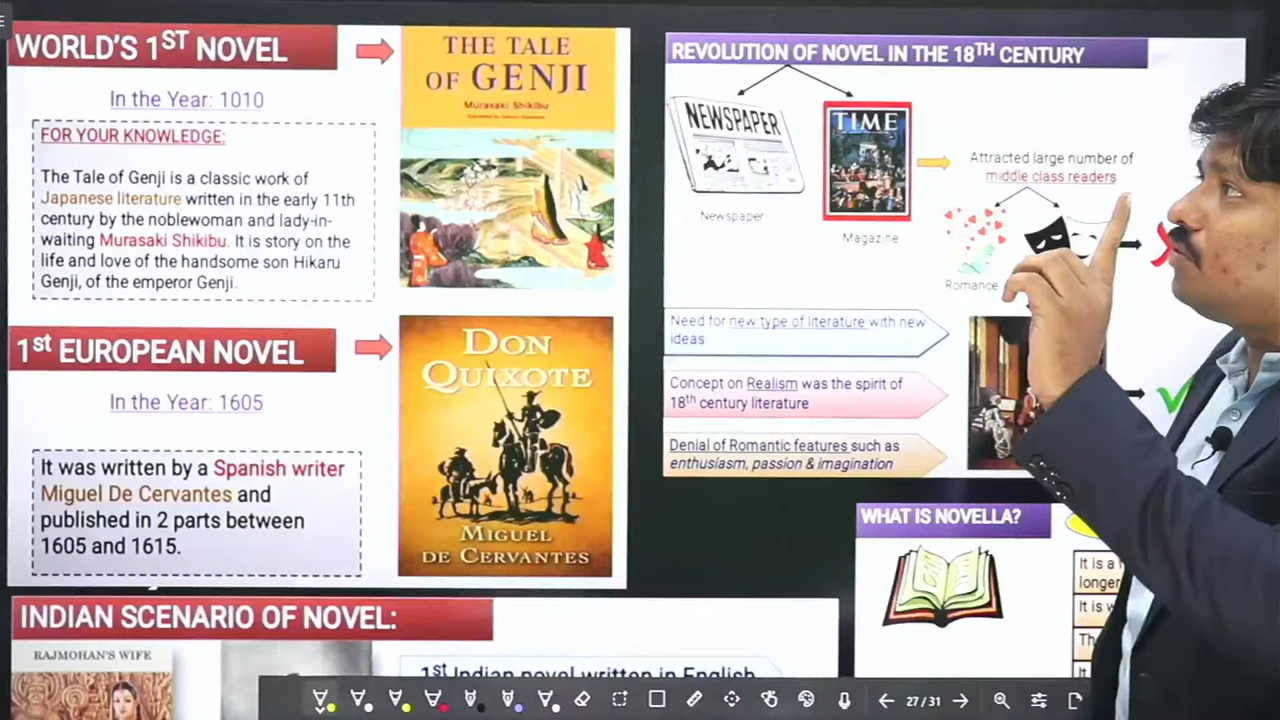 WORLD'S 1ST NOVEL
In the Year: 1010
FOR YOUR KNOWLEDGE:
The Tale of Genji is a classic work of
Japanese literature written in the early 11th
century by the noblewoman and lady-in-
waiting Murasaki Shikibu. It is story on the
life and love of the handsome son Hikaru
Genji, of the emperor Genji.
THE TALE
OF GENJI
Murasaki Shikibu
1st EUROPEAN NOVEL
In the Year: 1605
It was written by a Spanish writer
Miguel De Cervantes and
published in 2 parts between
1605 and 1615.
DON
QUIXOTE
MIGUEL
DE CERVANTES
INDIAN SCENARIO OF NOVEL:
RAJMOHAN'S WIFE
1st Indian novel written in English
REVOLUTION OF NOVEL IN THE 18TH CENTURY
NEWSPAPER
Newspaper
TIME
Magazine
Attracted large number of
middle class readers
Romance
Need for new type of literature with new
ideas
Concept on Realism was the spirit of
18th century literature
Denial of Romantic features such as
enthusiasm, passion & imagination
WHAT IS NOVELLA?
It is a
longer
It is
It
27/31